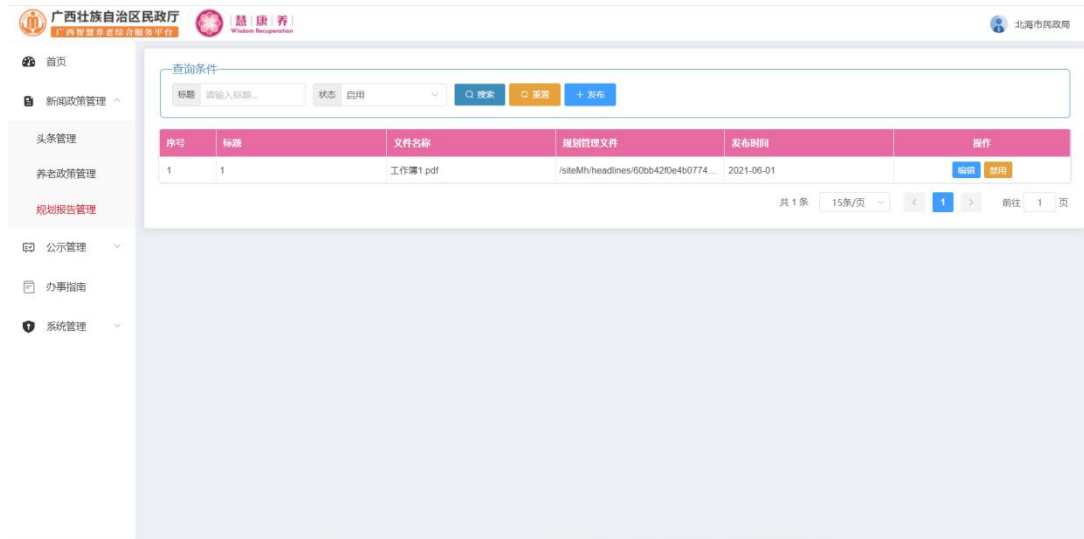 广西壮族自治区民政厅
广西智慧养老综合服务平台
慧康养
Wisdom Recuperation
北海市民政局
首页
新闻政策管理
头条管理
养老政策管理
规划报告管理
公示管理
办事指南
系统管理
查询条件
标题 请输入标题... 状态 启用 搜索 重置 + 发布
序号 标题 文件名称 规划管理文件 发布时间 操作
1 1 工作簿1.pdf /siteMh/headlines/60bb42f0e4b0774... 2021-06-01 编辑 禁用
共 1 条 15条/页 < 1 > 前往 1 页